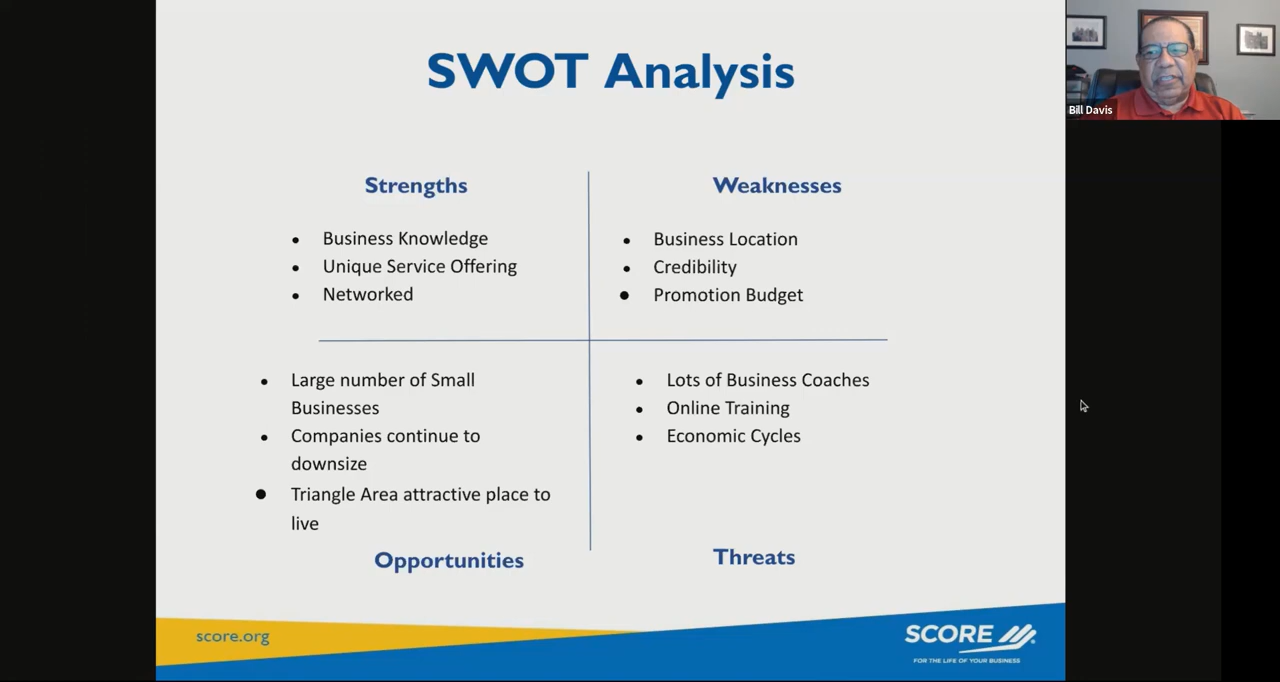 SWOT Analysis
Bill Davis
Strengths
• Business Knowledge
• Unique Service Offering
• Networked
Weaknesses
• Business Location
• Credibility
• Promotion Budget
• Large number of Small
Businesses
• Companies continue to
downsize
• Triangle Area attractive place to
live
Opportunities
• Lots of Business Coaches
• Online Training
• Economic Cycles
Threats
score.org
SCORE
FOR THE LIFE OF YOUR BUSINESS